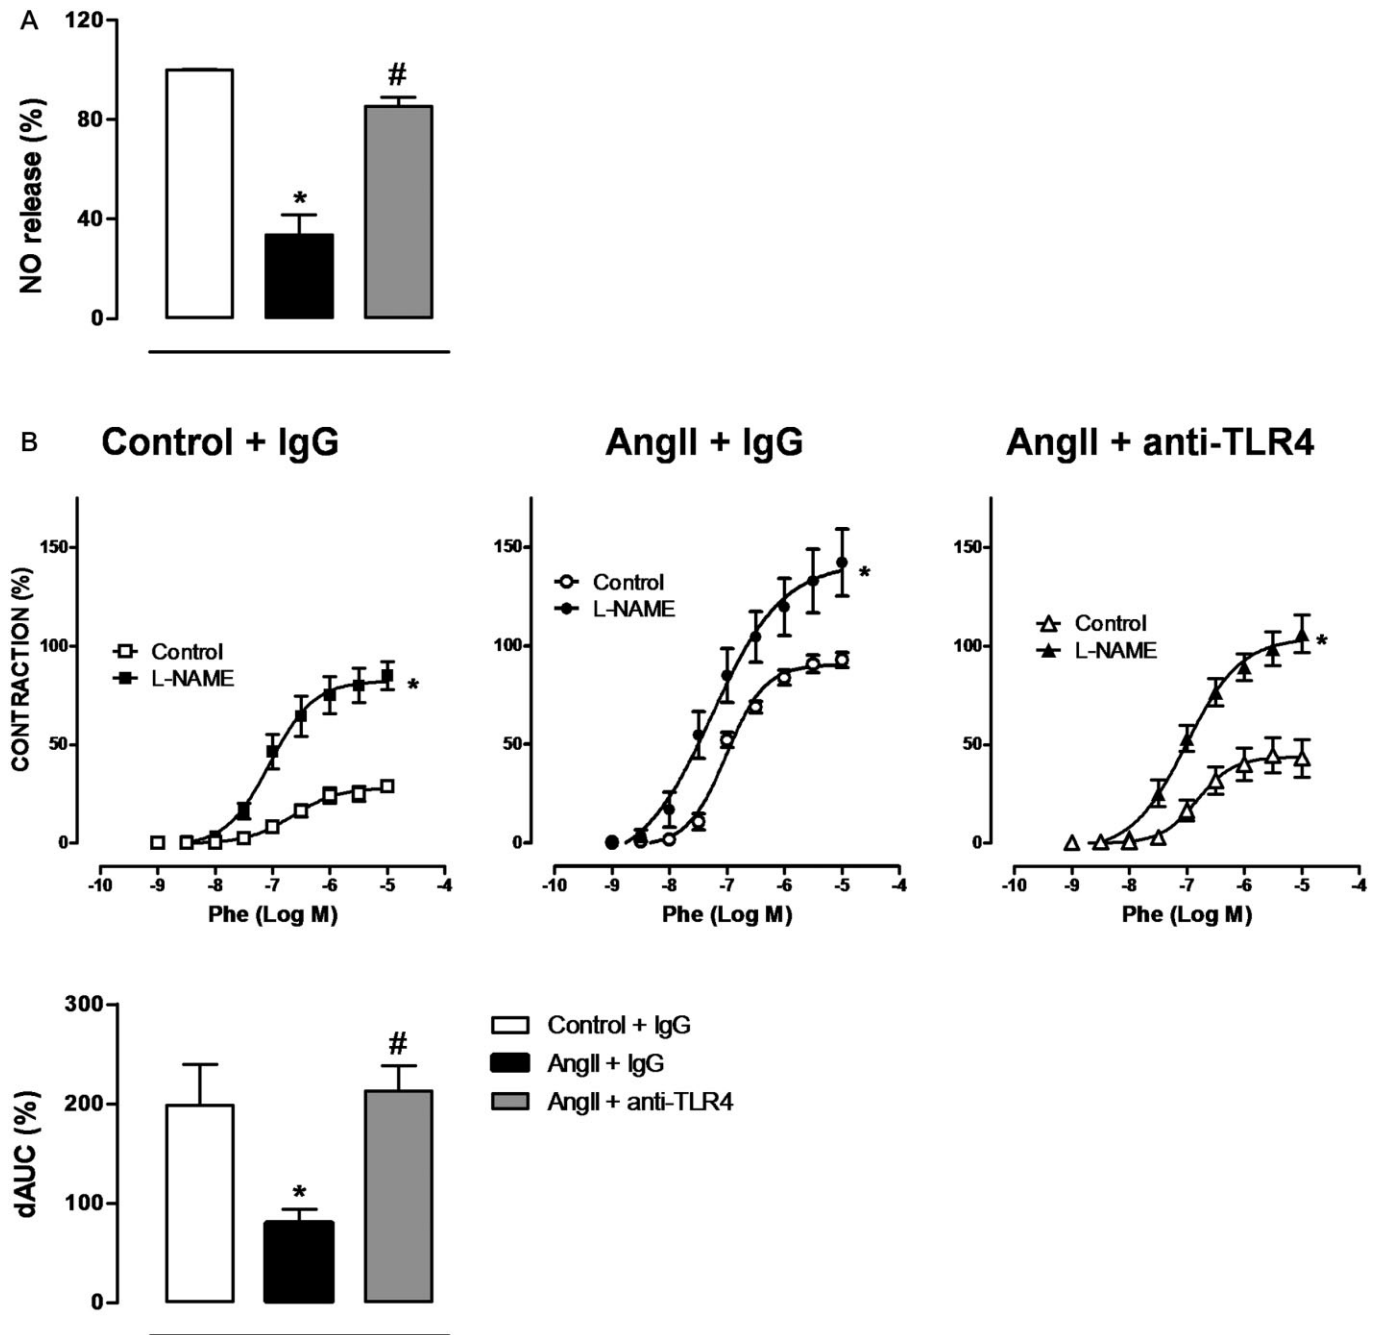 A
120
80
40
0
NO release (%)
*
#
B
Control + IgG
AngII + IgG
AngII + anti-TLR4
CONTRACTION (%)
150
100
50
0
Control
L-NAME
*
-10 -9 -8 -7 -6 -5 -4
Phe (Log M)
150
100
50
0
Control
L-NAME
*
-10 -9 -8 -7 -6 -5 -4
Phe (Log M)
150
100
50
0
Control
L-NAME
*
-10 -9 -8 -7 -6 -5 -4
Phe (Log M)
300
200
100
0
dAUC (%)
*
#
Control + IgG
AngII + IgG
AngII + anti-TLR4